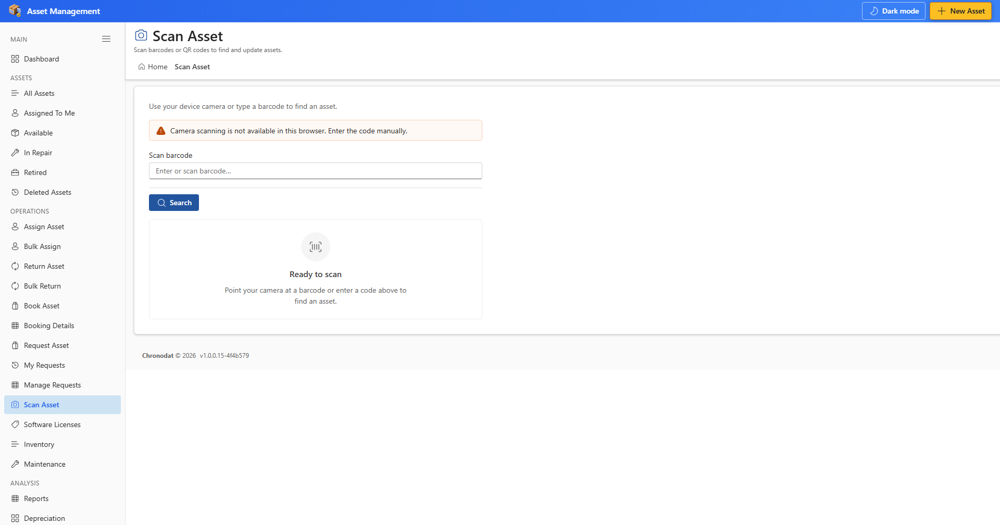 Asset Management
Dark mode
New Asset
MAIN
Dashboard
ASSETS
All Assets
Assigned To Me
Available
In Repair
Retired
Deleted Assets
OPERATIONS
Assign Asset
Bulk Assign
Return Asset
Bulk Return
Book Asset
Booking Details
Request Asset
My Requests
Manage Requests
Scan Asset
Software Licenses
Inventory
Maintenance
ANALYSIS
Reports
Depreciation
Scan Asset
Scan barcodes or QR codes to find and update assets.
Home Scan Asset
Use your device camera or type a barcode to find an asset.
Camera scanning is not available in this browser. Enter the code manually.
Scan barcode
Enter or scan barcode...
Search
Ready to scan
Point your camera at a barcode or enter a code above to
find an asset.
Chronodat © 2026 v1.0.0.15-4f4b579